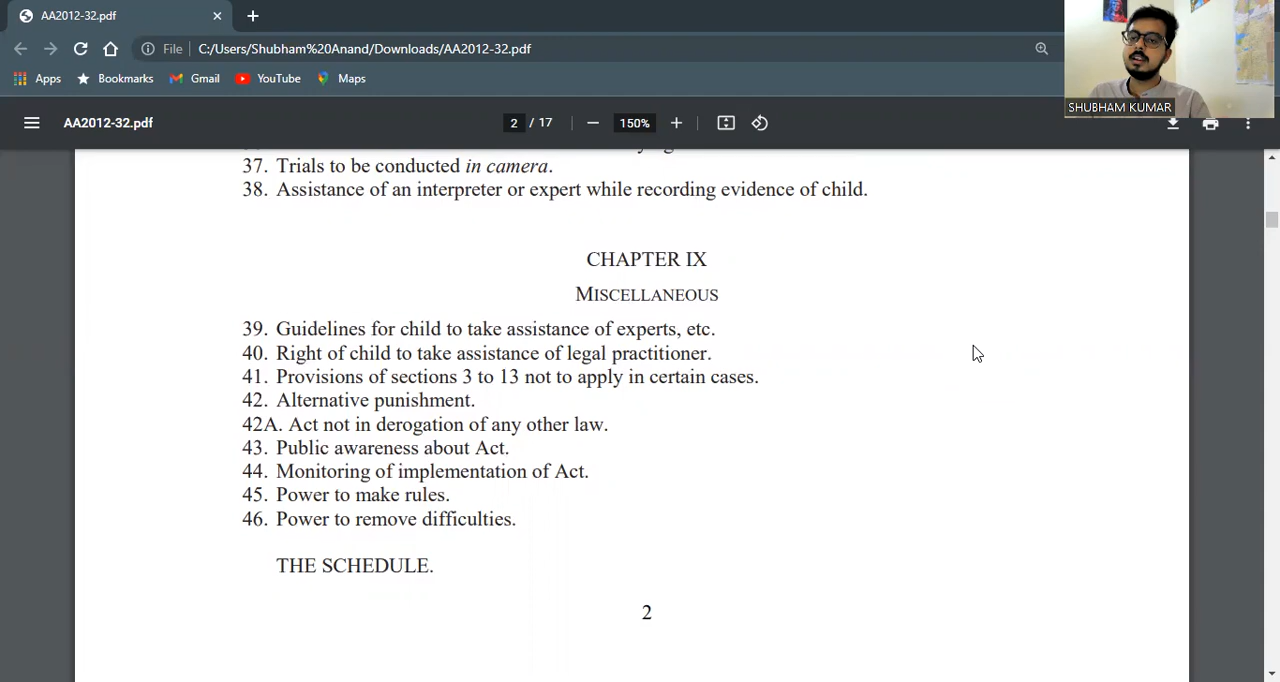 AA2012-32.pdf
File C:/Users/Shubham%20Anand/Downloads/AA2012-32.pdf
Apps Bookmarks Gmail YouTube Maps
SHUBHAM KUMAR
AA2012-32.pdf 2 / 17 150%
37. Trials to be conducted in camera.
38. Assistance of an interpreter or expert while recording evidence of child.
CHAPTER IX
MISCELLANEOUS
39. Guidelines for child to take assistance of experts, etc.
40. Right of child to take assistance of legal practitioner.
41. Provisions of sections 3 to 13 not to apply in certain cases.
42. Alternative punishment.
42A. Act not in derogation of any other law.
43. Public awareness about Act.
44. Monitoring of implementation of Act.
45. Power to make rules.
46. Power to remove difficulties.
THE SCHEDULE.
2